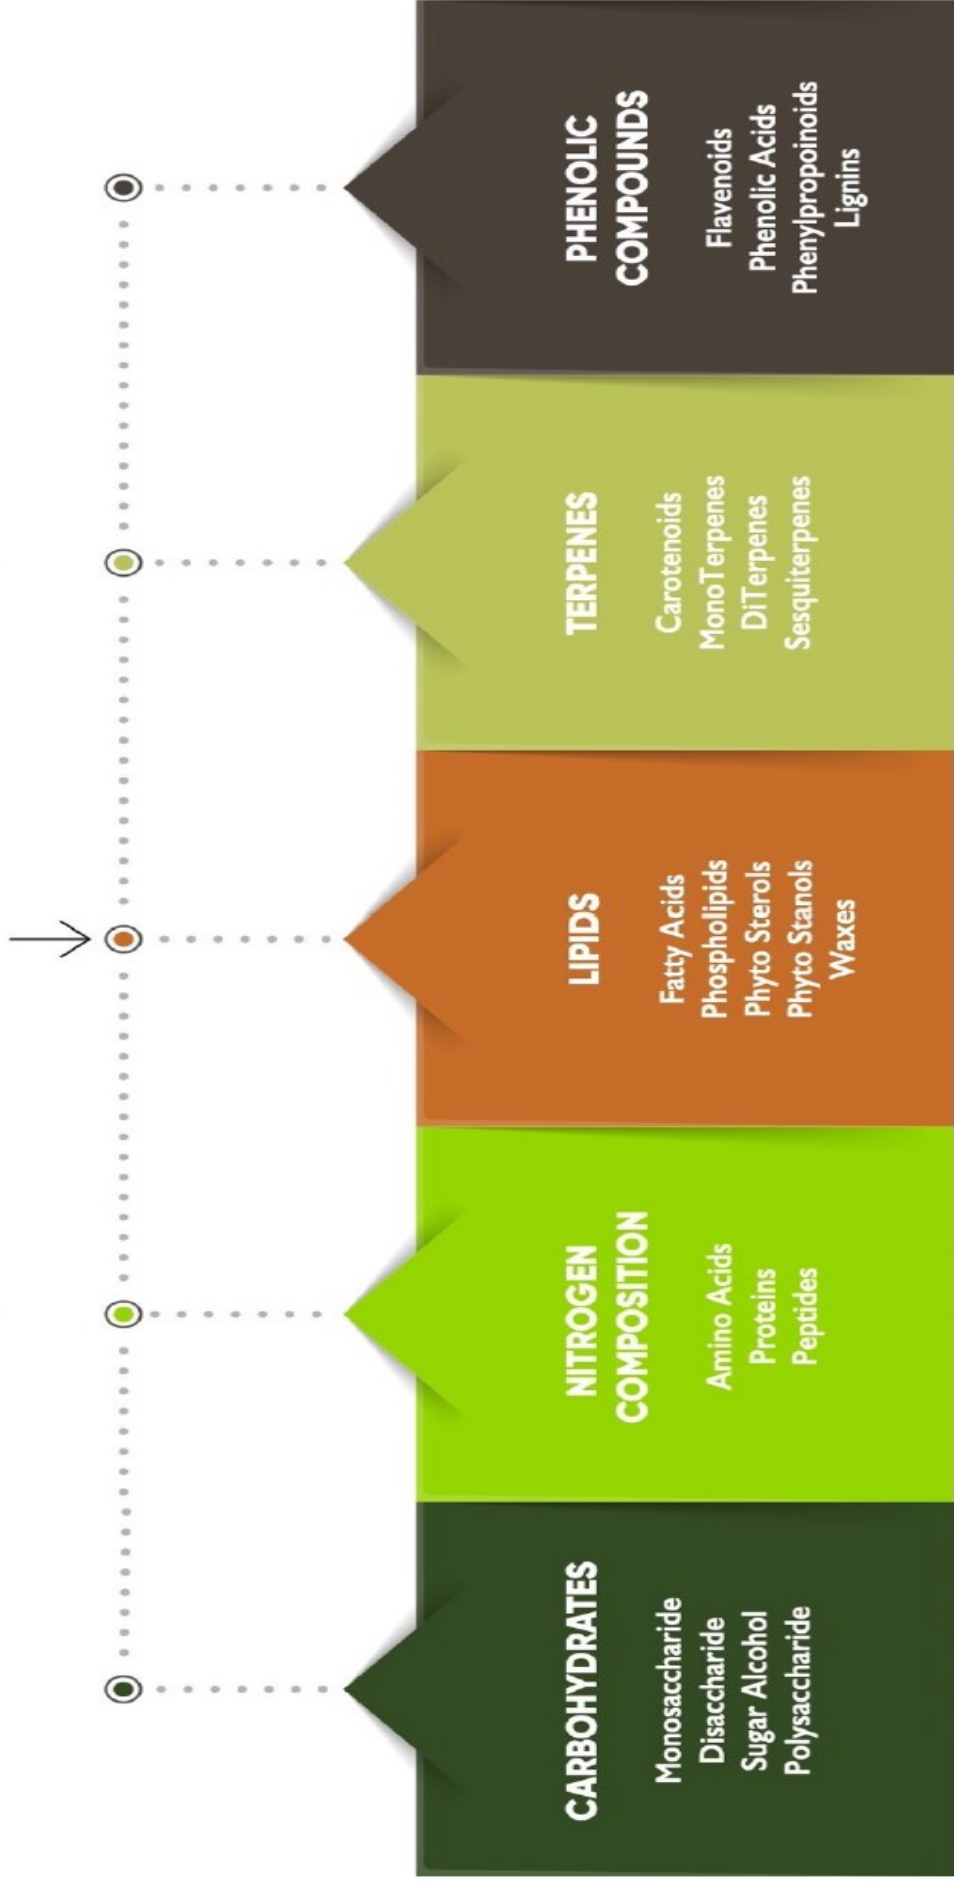 CARBOHYDRATES
Monosaccharide
Disaccharide
Sugar Alcohol
Polysaccharide
NITROGEN
COMPOSITION
Amino Acids
Proteins
Peptides
LIPIDS
Fatty Acids
Phospholipids
Phyto Sterols
Phyto Stanols
Waxes
TERPENES
Carotenoids
MonoTerpenes
DiTerpenes
Sesquiterpenes
PHENOLIC
COMPOUNDS
Flavenoids
Phenolic Acids
Phenylpropoinoids
Lignins